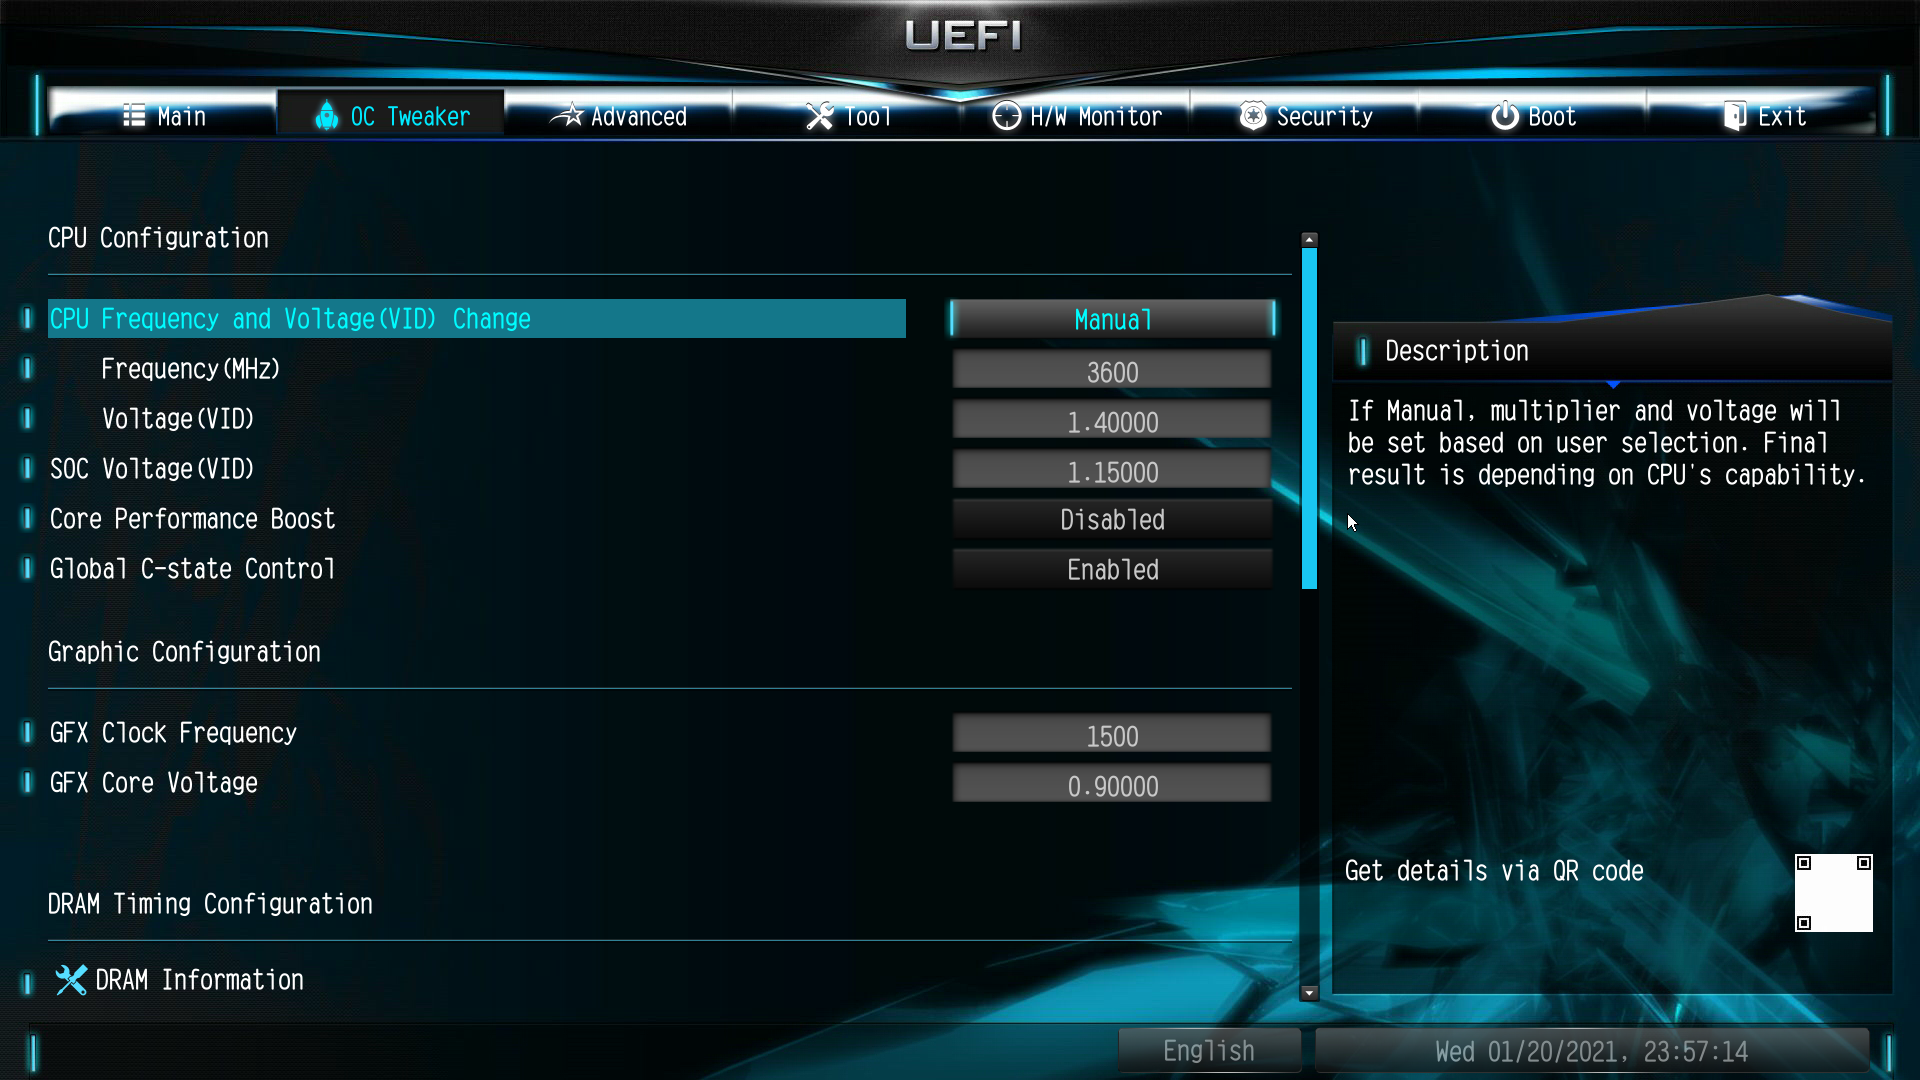 UEFI
Main
OC Tweaker
Advanced
Tool
H/W Monitor
Security
Boot
Exit
CPU Configuration
CPU Frequency and Voltage(VID) Change
Manual
Frequency(MHz)
3600
Voltage(VID)
1.40000
SOC Voltage(VID)
1.15000
Core Performance Boost
Disabled
Global C-state Control
Enabled
Graphic Configuration
GFX Clock Frequency
1500
GFX Core Voltage
0.90000
DRAM Timing Configuration
DRAM Information
Description
If Manual, multiplier and voltage will
be set based on user selection. Final
result is depending on CPU's capability.
Get details via QR code
English
Wed 01/20/2021, 23:57:14